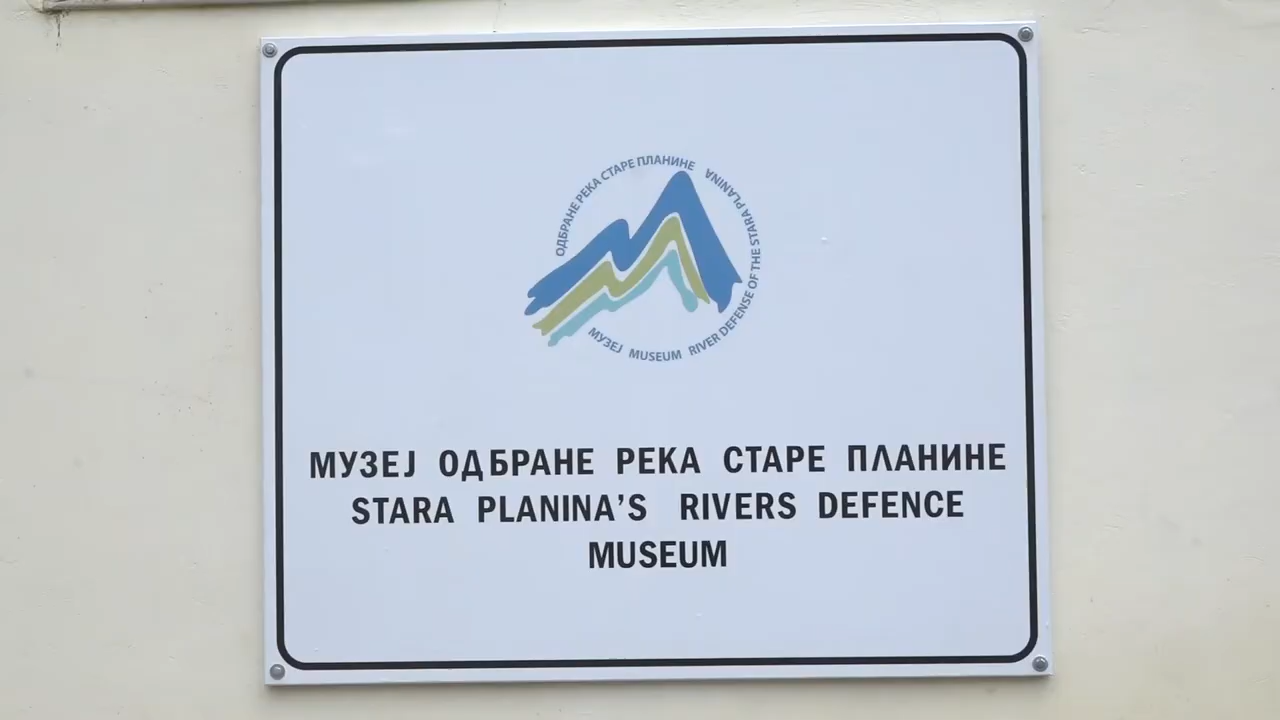 ОДБРАНЕ РЕКА СТАРЕ ПЛАНИНЕ
RIVER DEFENSE OF THE STARA PLANINA
МУЗЕЈ MUSEUM
МУЗЕЈ ОДБРАНЕ РЕКА СТАРЕ ПЛАНИНЕ
STARA PLANINA'S RIVERS DEFENCE
MUSEUM